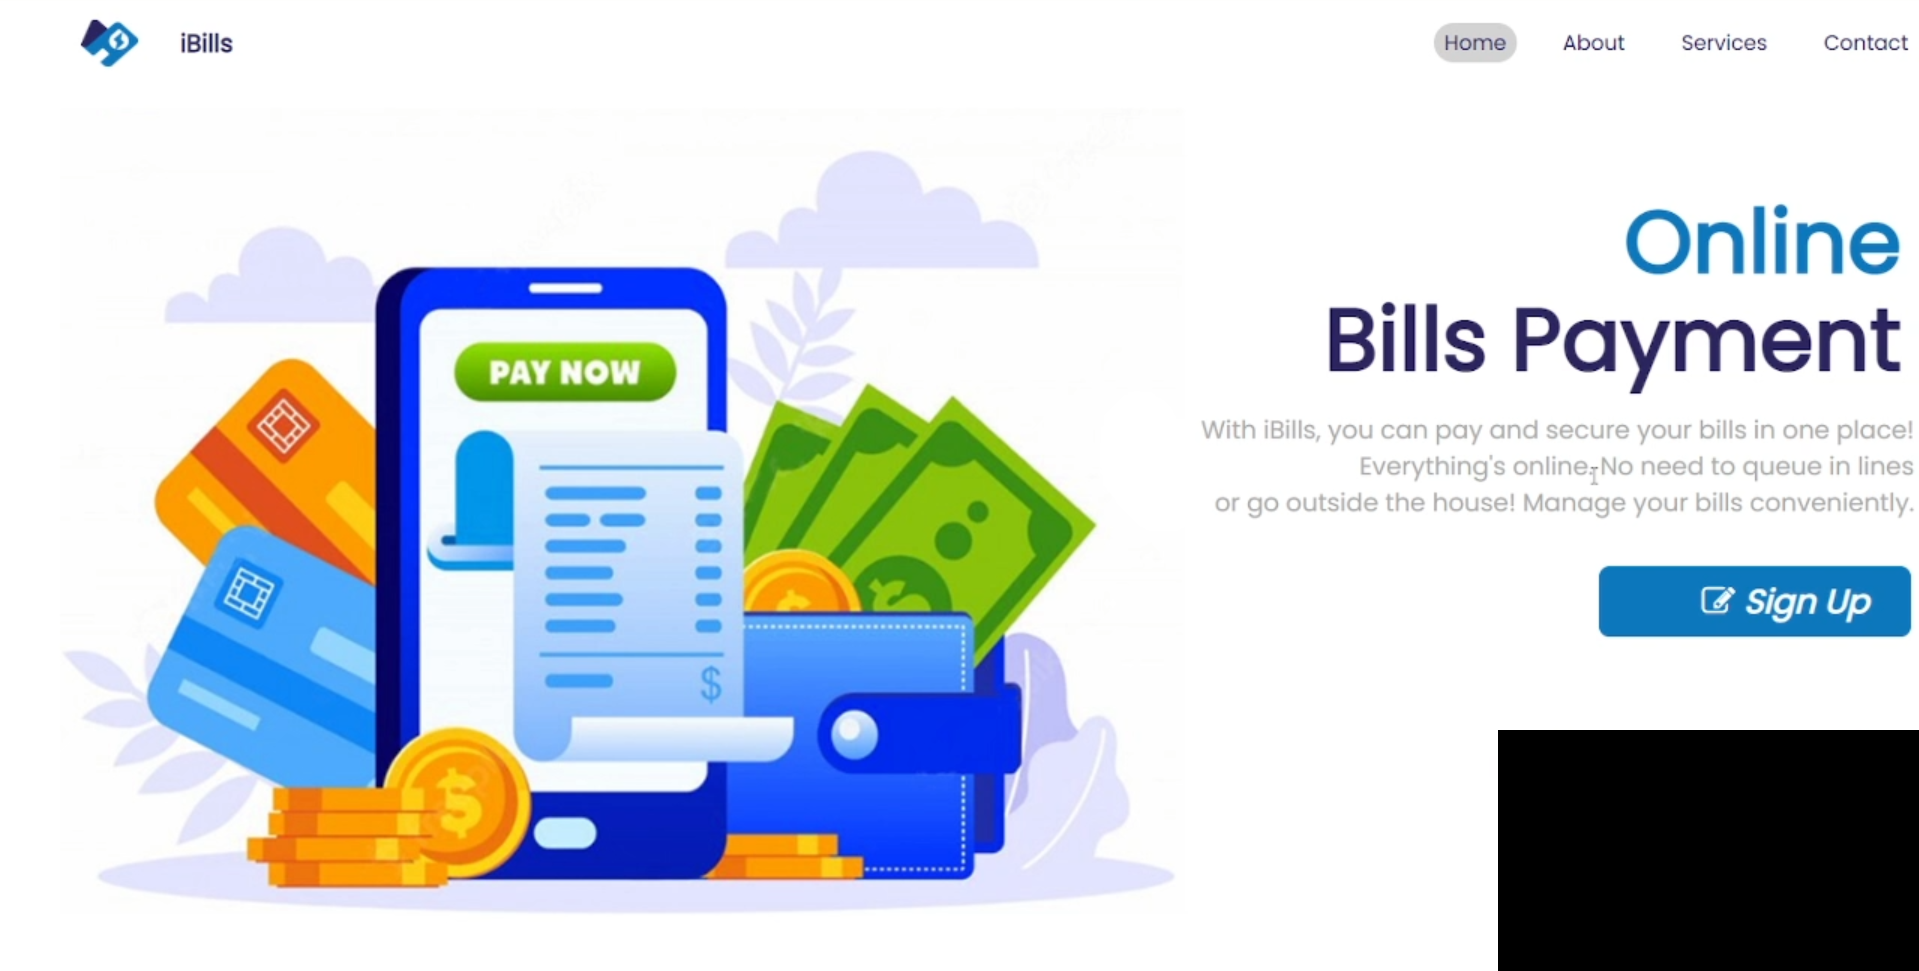 iBills
Home About Services Contact
Online
Bills Payment
With iBills, you can pay and secure your bills in one place!
Everything's online. No need to queue in lines
or go outside the house! Manage your bills conveniently.
Sign Up
PAY NOW
$
$
$
$